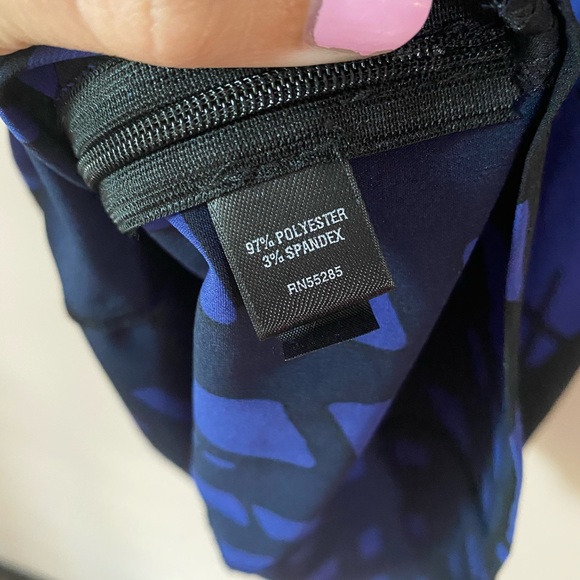 97% POLYESTER
3% SPANDEX
RN55285